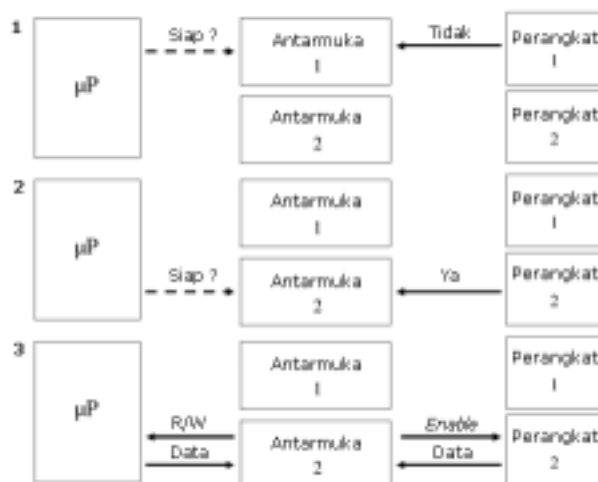 1
µP
Siap ?
Antarmuka
1
Tidak
Perangkat
1
Antarmuka
2
Perangkat
2
2
µP
Antarmuka
1
Perangkat
1
Siap ?
Antarmuka
2
Ya
Perangkat
2
3
µP
Antarmuka
1
Perangkat
1
R/W
Data
Antarmuka
2
Enable
Data
Perangkat
2